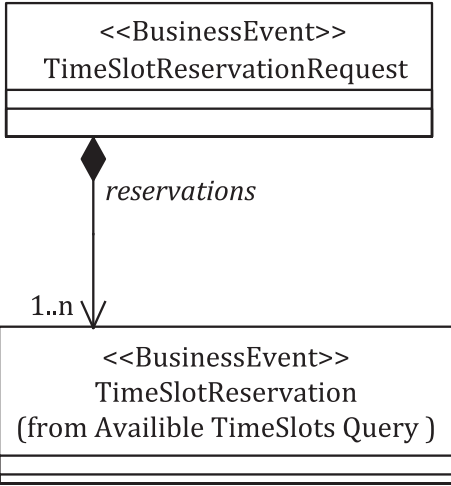 <<BusinessEvent>>
TimeSlotReservationRequest
reservations
1..n
<<BusinessEvent>>
TimeSlotReservation
(from Availible TimeSlots Query )